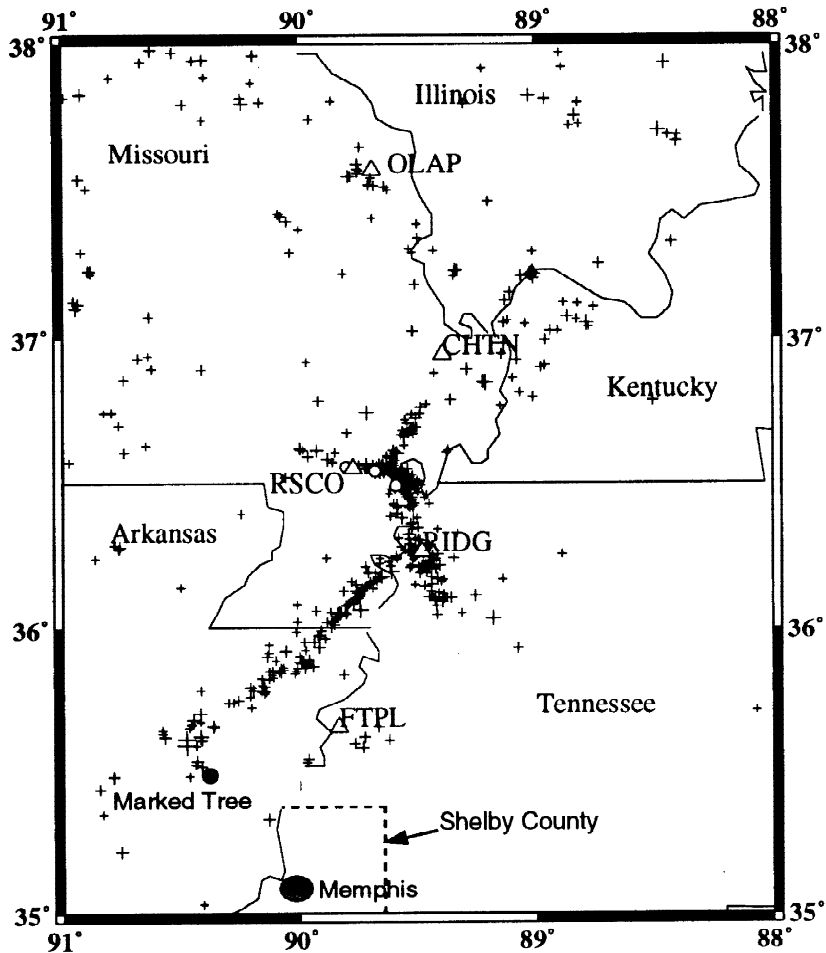 91° 90° 89° 88°
38° 38°
Illinois
Missouri
OLAP
37° 37°
CHTN
Kentucky
RSCO
Arkansas
RIDG
36° 36°
Tennessee
FTPL
Marked Tree
Shelby County
Memphis
35° 35°
91° 90° 89° 88°